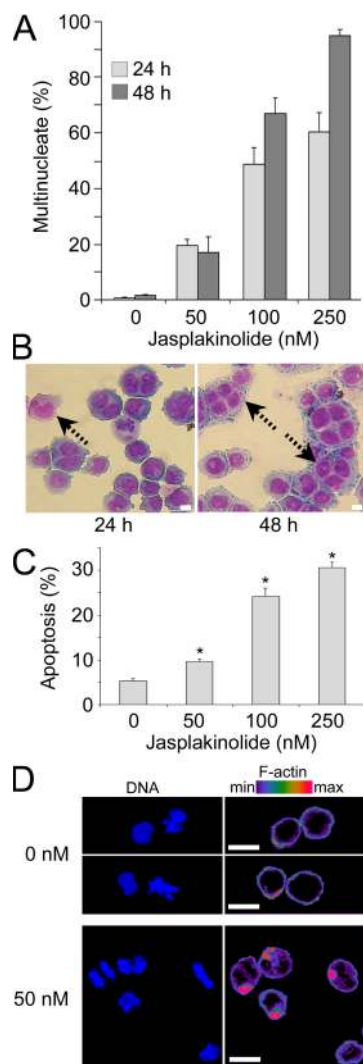 A
Multinucleate (%)
100
80
60
40
20
0
24 h
48 h
0 50 100 250
Jasplakinolide (nM)
B
24 h 48 h
C
Apoptosis (%)
30
20
10
0
* * *
0 50 100 250
Jasplakinolide (nM)
D
F-actin
DNA min max
0 nM
50 nM